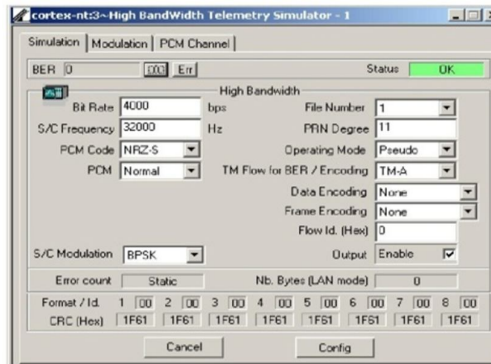 cortex-nt:3~High BandWidth Telemetry Simulator - 1
Simulation Modulation PCM Channel
BER 0 000 Err Status OK
High Bandwidth
Bit Rate 4000 bps File Number 1
S/C Frequency 32000 Hz PRN Degree 11
PCM Code NRZ-S Operating Mode Pseudo
PCM Normal TM Flow for BER / Encoding TM-A
Data Encoding None
Frame Encoding None
Flow Id. (Hex) 0
S/C Modulation BPSK Output Enable
Error count Static Nb. Bytes (LAN mode) 0
Format / Id. 1 00 2 00 3 00 4 00 5 00 6 00 7 00 8 00
CRC (Hex) 1F61 1F61 1F61 1F61 1F61 1F61 1F61 1F61
Cancel Config